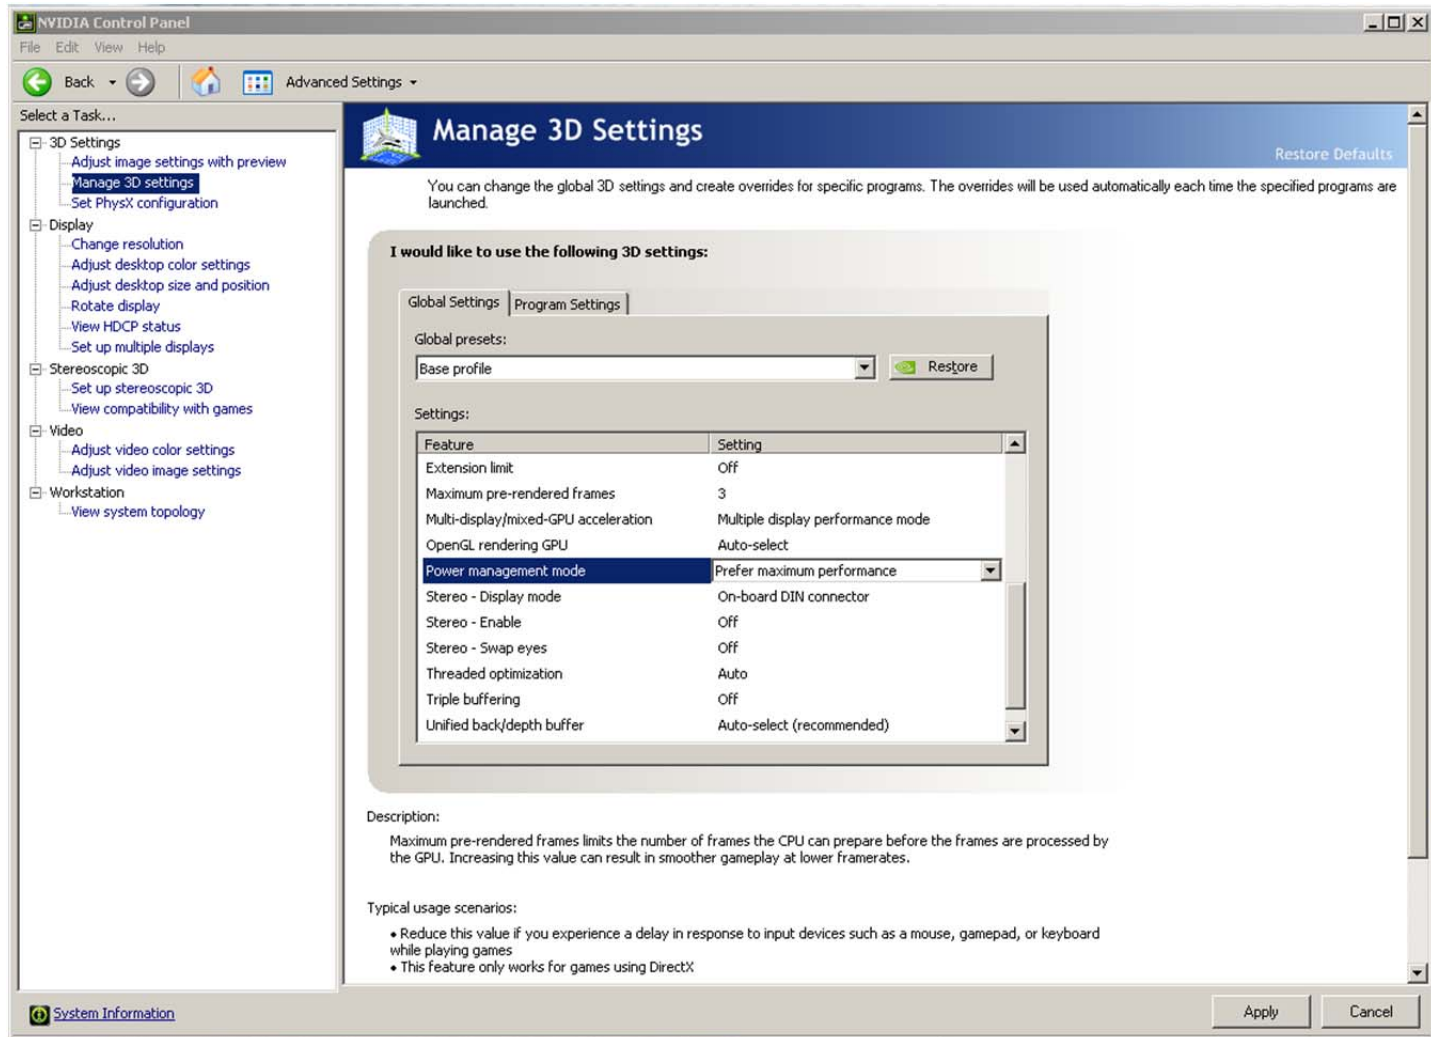 NVIDIA Control Panel
File Edit View Help
Back Advanced Settings
Select a Task...
3D Settings
Adjust image settings with preview
Manage 3D settings
Set PhysX configuration
Display
Change resolution
Adjust desktop color settings
Adjust desktop size and position
Rotate display
View HDCP status
Set up multiple displays
Stereoscopic 3D
Set up stereoscopic 3D
View compatibility with games
Video
Adjust video color settings
Adjust video image settings
Workstation
View system topology
Manage 3D Settings
Restore Defaults
You can change the global 3D settings and create overrides for specific programs. The overrides will be used automatically each time the specified programs are
launched.
I would like to use the following 3D settings:
Global Settings Program Settings
Global presets:
Base profile Restore
Settings:
Feature Setting
Extension limit Off
Maximum pre-rendered frames 3
Multi-display/mixed-GPU acceleration Multiple display performance mode
OpenGL rendering GPU Auto-select
Power management mode Prefer maximum performance
Stereo - Display mode On-board DIN connector
Stereo - Enable Off
Stereo - Swap eyes Off
Threaded optimization Auto
Triple buffering Off
Unified back/depth buffer Auto-select (recommended)
Description:
Maximum pre-rendered frames limits the number of frames the CPU can prepare before the frames are processed by
the GPU. Increasing this value can result in smoother gameplay at lower framerates.
Typical usage scenarios:
• Reduce this value if you experience a delay in response to input devices such as a mouse, gamepad, or keyboard
while playing games
• This feature only works for games using DirectX
System Information
Apply Cancel